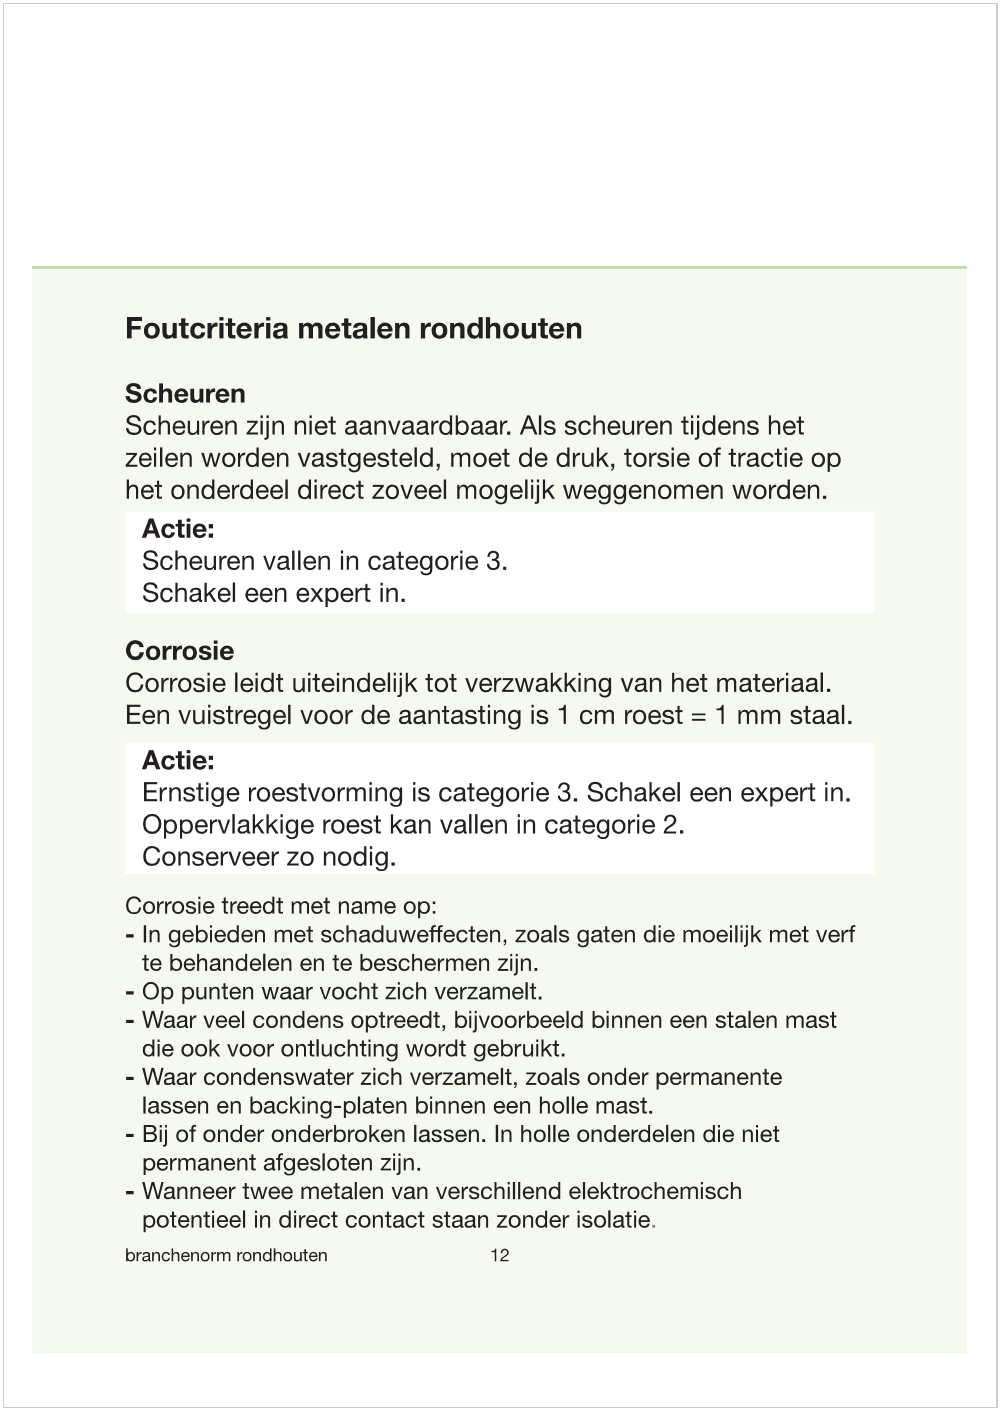 Foutcriteria metalen rondhouten
Scheuren
Scheuren zijn niet aanvaardbaar. Als scheuren tijdens het
zeilen worden vastgesteld, moet de druk, torsie of tractie op
het onderdeel direct zoveel mogelijk weggenomen worden.
Actie:
Scheuren vallen in categorie 3.
Schakel een expert in.
Corrosie
Corrosie leidt uiteindelijk tot verzwakking van het materiaal.
Een vuistregel voor de aantasting is 1 cm roest = 1 mm staal.
Actie:
Ernstige roestvorming is categorie 3. Schakel een expert in.
Oppervlakkige roest kan vallen in categorie 2.
Conserveer zo nodig.
Corrosie treedt met name op:
- In gebieden met schaduweffecten, zoals gaten die moeilijk met verf
te behandelen en te beschermen zijn.
- Op punten waar vocht zich verzamelt.
- Waar veel condens optreedt, bijvoorbeeld binnen een stalen mast
die ook voor ontluchting wordt gebruikt.
- Waar condenswater zich verzamelt, zoals onder permanente
lassen en backing-platen binnen een holle mast.
- Bij of onder onderbroken lassen. In holle onderdelen die niet
permanent afgesloten zijn.
- Wanneer twee metalen van verschillend elektrochemisch
potentieel in direct contact staan zonder isolatie.
branchenorm rondhouten 12